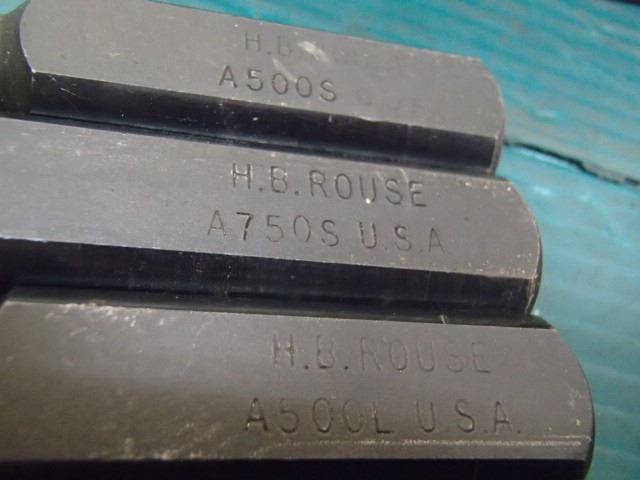 H.B.
A500S
H.B. ROUSE
A750S U.S.A
H.B. ROUSE
A500L U.S.A.